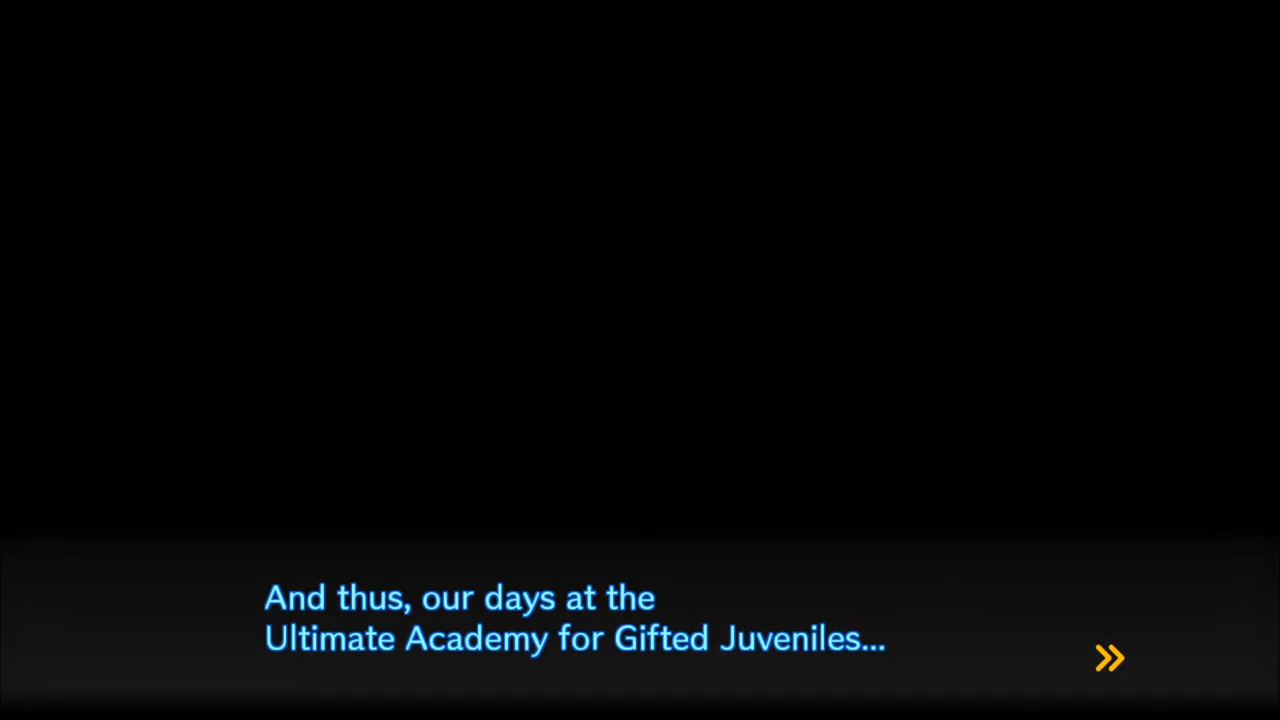 And thus, our days at the
Ultimate Academy for Gifted Juveniles...